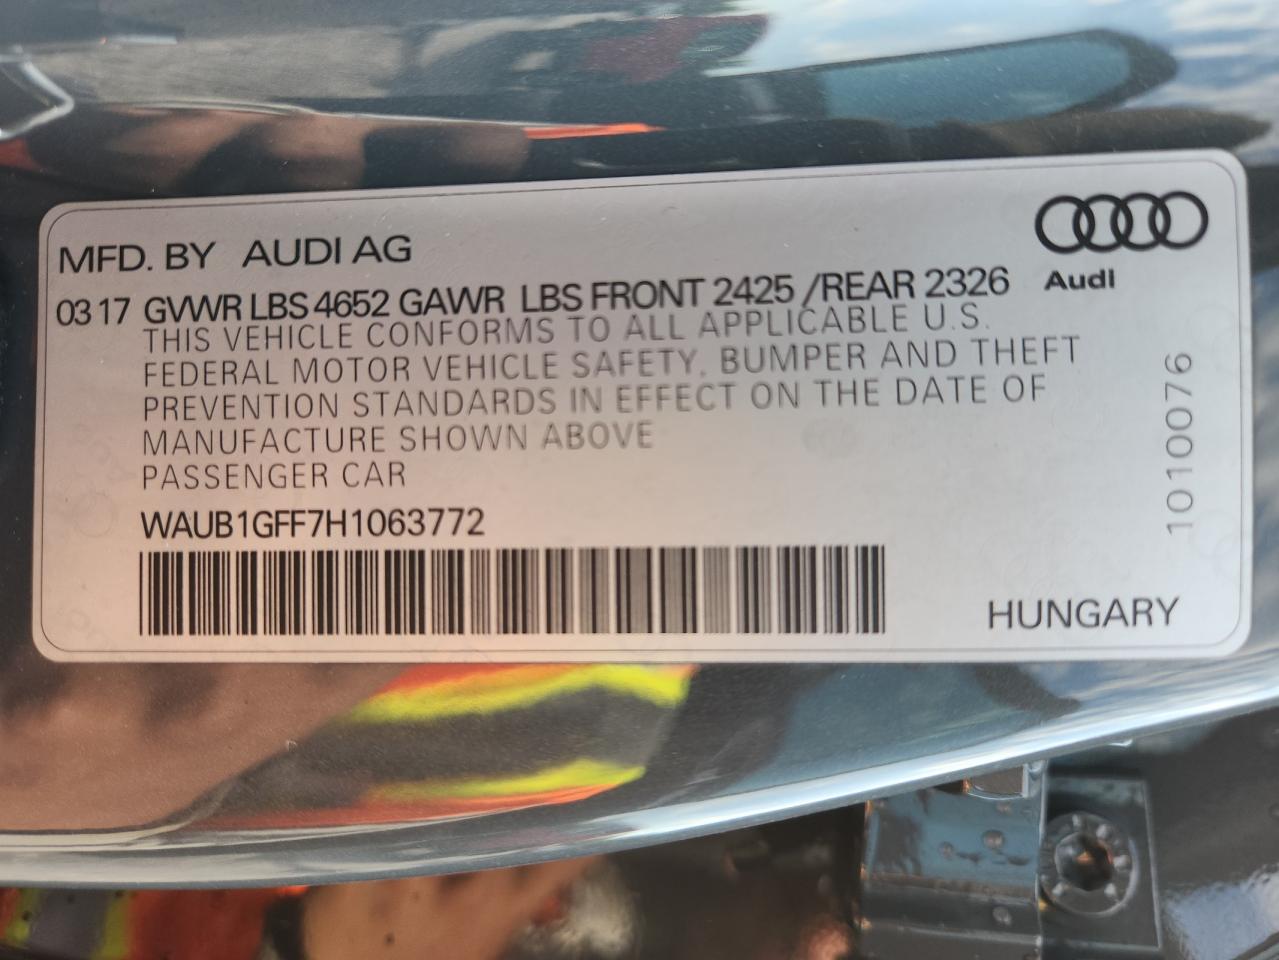 MFD. BY AUDI AG
Audi
03 17 GVWR LBS 4652 GAWR LBS FRONT 2425 /REAR 2326
THIS VEHICLE CONFORMS TO ALL APPLICABLE U.S.
FEDERAL MOTOR VEHICLE SAFETY, BUMPER AND THEFT
PREVENTION STANDARDS IN EFFECT ON THE DATE OF
MANUFACTURE SHOWN ABOVE
PASSENGER CAR
WAUB1GFF7H1063772
1010076
HUNGARY